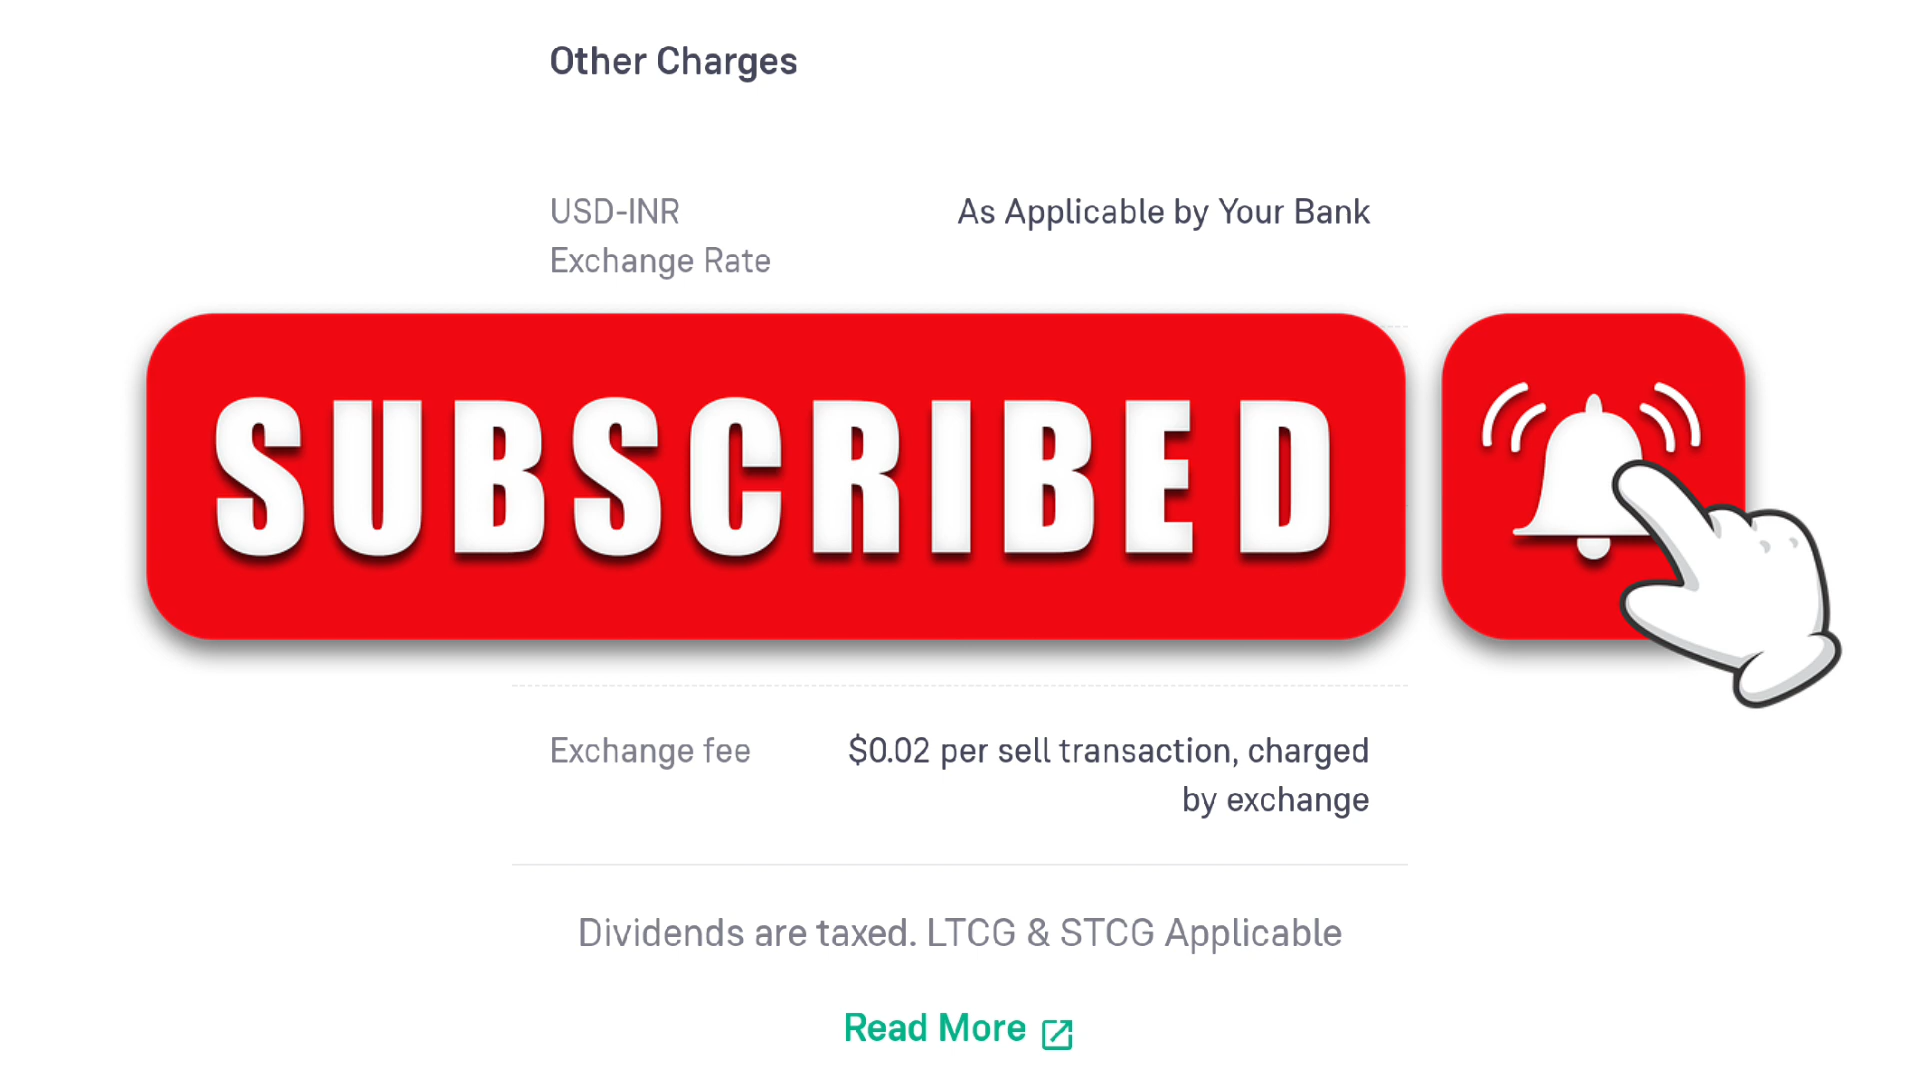 Other Charges
USD-INR
Exchange Rate
As Applicable by Your Bank
SUBSCRIBED
Exchange fee
$0.02 per sell transaction, charged
by exchange
Dividends are taxed. LTCG & STCG Applicable
Read More